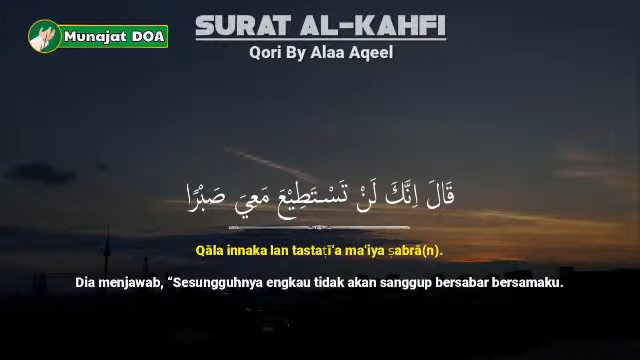 Munajat DOA
SURAT AL-KAHFI
Qori By Alaa Aqeel
قَالَ اِنَّكَ لَنْ تَسْتَطِيْعَ مَعِيَ صَبْرًا
Qāla innaka lan tastaṭī‘a ma‘iya ṣabrā(n).
Dia menjawab, “Sesungguhnya engkau tidak akan sanggup bersabar bersamaku.